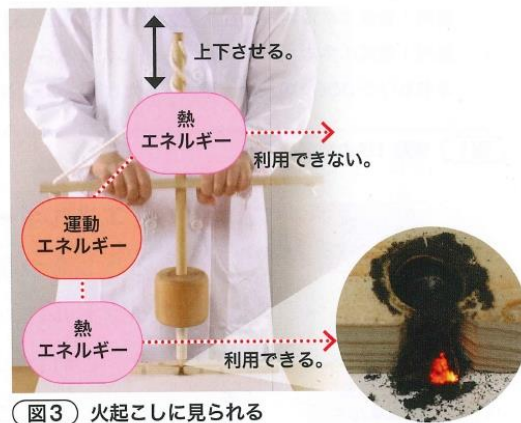 上下させる。
熱
エネルギー
利用できない。
運動
エネルギー
熱
エネルギー
利用できる。
図3 火起こしに見られる